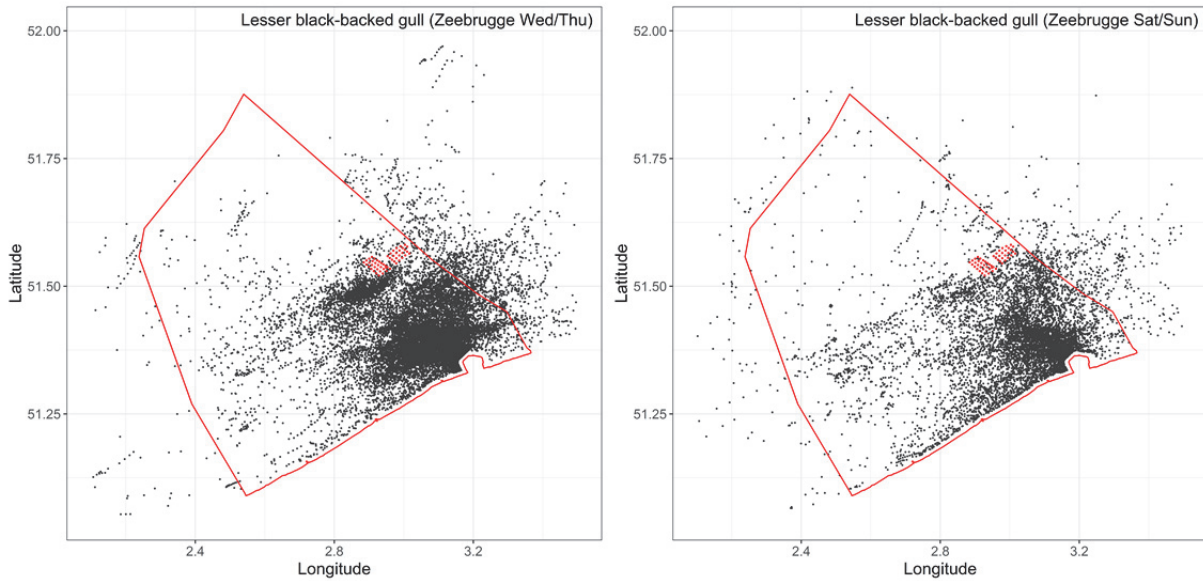 Lesser black-backed gull (Zeebrugge Wed/Thu)
52.00
51.75
51.50
51.25
Latitude
2.4 2.8 3.2
Longitude
Lesser black-backed gull (Zeebrugge Sat/Sun)
52.00
51.75
51.50
51.25
Latitude
2.4 2.8 3.2
Longitude